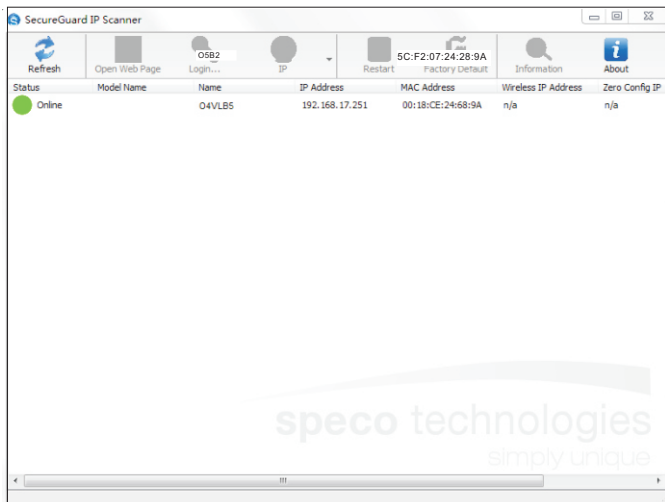 SecureGuard IP Scanner
O5B2 5C:F2:07:24:28:9A
Refresh Open Web Page Login... IP Restart Factory Default Information About
Status Model Name Name IP Address MAC Address Wireless IP Address Zero Config IP
Online O4VLB5 192.168.17.251 00:18:CE:24:68:9A n/a n/a
speco technologies
simply unique